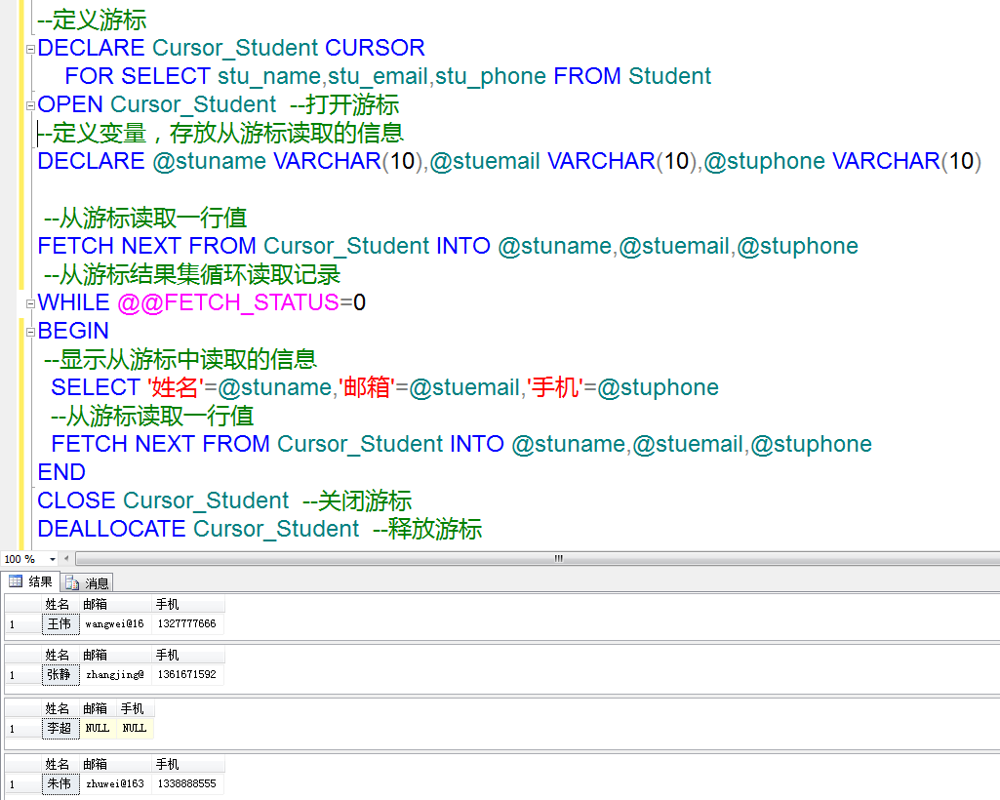 --定义游标
DECLARE Cursor_Student CURSOR
FOR SELECT stu_name,stu_email,stu_phone FROM Student
OPEN Cursor_Student --打开游标
--定义变量，存放从游标读取的信息
DECLARE @stuname VARCHAR(10),@stuemail VARCHAR(10),@stuphone VARCHAR(10)
--从游标读取一行值
FETCH NEXT FROM Cursor_Student INTO @stuname,@stuemail,@stuphone
--从游标结果集循环读取记录
WHILE @@FETCH_STATUS=0
BEGIN
--显示从游标中读取的信息
SELECT '姓名'=@stuname,'邮箱'=@stuemail,'手机'=@stuphone
--从游标读取一行值
FETCH NEXT FROM Cursor_Student INTO @stuname,@stuemail,@stuphone
END
CLOSE Cursor_Student --关闭游标
DEALLOCATE Cursor_Student --释放游标
100 %
结果 消息
姓名 邮箱 手机
1 王伟 wangwei@16 1327777666
姓名 邮箱 手机
1 张静 zhangjing@ 1361671592
姓名 邮箱 手机
1 李超 NULL NULL
姓名 邮箱 手机
1 朱伟 zhuwei@163 1338888555